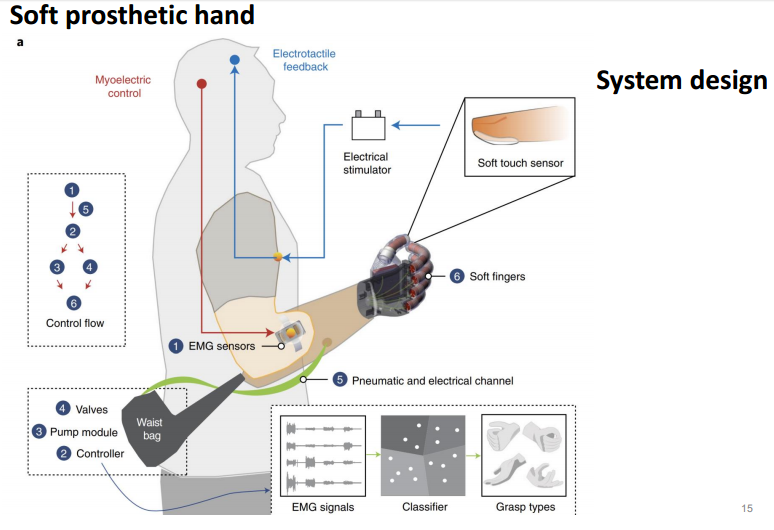 Soft prosthetic hand
a
System design
Electrotactile
feedback
Myoelectric
control
Electrical
stimulator
Soft touch sensor
1
5
2
3 4
6
Control flow
6 Soft fingers
1 EMG sensors
5 Pneumatic and electrical channel
4 Valves
3 Pump module
2 Controller
Waist
bag
EMG signals
Classifier
Grasp types
15